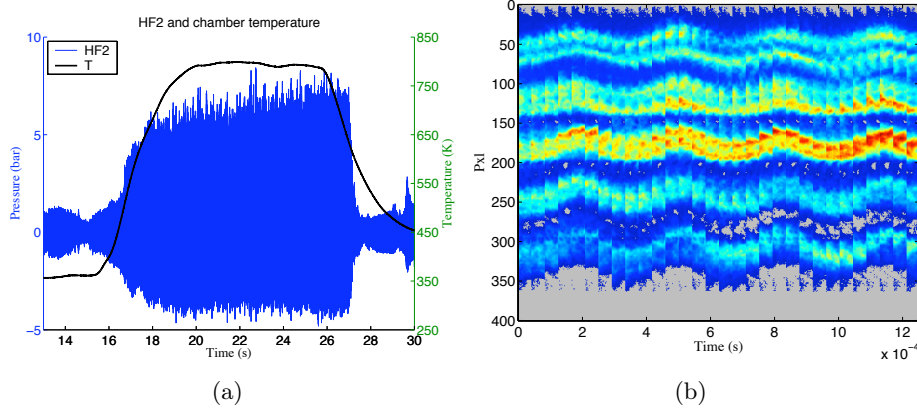 HF2 and chamber temperature
HF2
T
10
5
0
−5
Pressure (bar)
850
750
650
550
450
350
250
Temperature (K)
14 16 18 20 22 24 26 28 30
Time (s)
(a)
0
50
100
150
200
250
300
350
400
Pxl
0 2 4 6 8 10 12
x 10⁻⁴
Time (s)
(b)